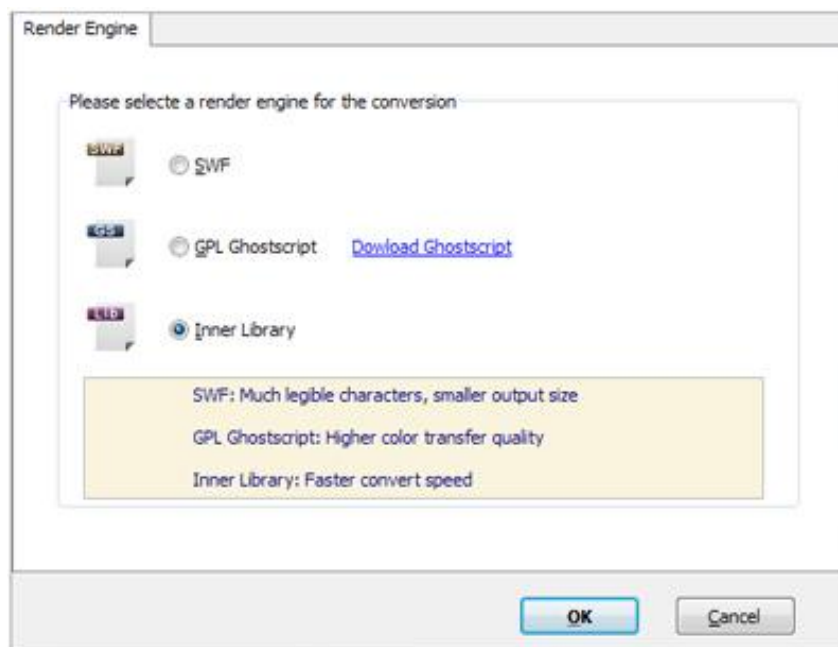 Render Engine
Please selecte a render engine for the conversion
SWF
SWF
GS
GPL Ghostscript Dowload Ghostscript
Lib
Inner Library
SWF: Much legible characters, smaller output size
GPL Ghostscript: Higher color transfer quality
Inner Library: Faster convert speed
OK Cancel